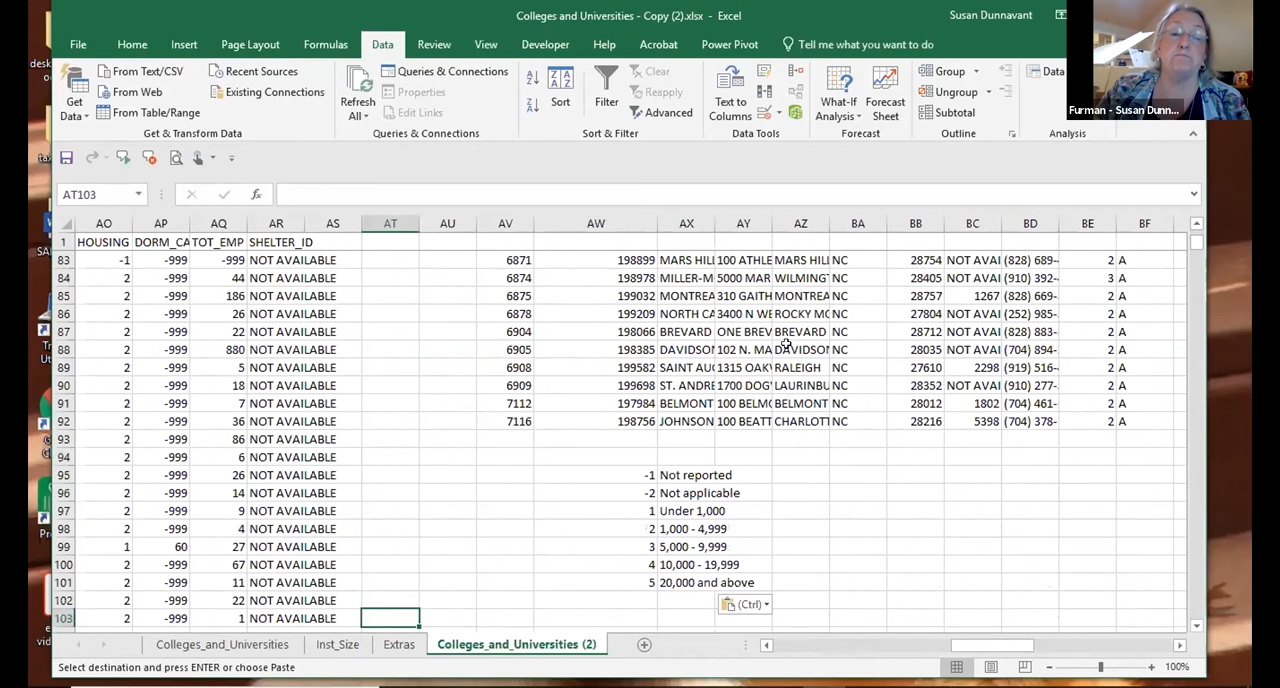 Colleges and Universities - Copy (2).xlsx - Excel
Susan Dunnavant
File Home Insert Page Layout Formulas Data Review View Developer Help Acrobat Power Pivot Tell me what you want to do
From Text/CSV Recent Sources Queries & Connections Clear Group Data
From Web Existing Connections Properties Reapply Ungroup
From Table/Range Edit Links Advanced Subtotal
Get Data Refresh All Sort Filter Text to Columns What-If Analysis Forecast Sheet
Get & Transform Data Queries & Connections Sort & Filter Data Tools Forecast Outline Analysis
Furman - Susan Dunn...
AT103 fx
AO AP AQ AR AS AT AU AV AW AX AY AZ BA BB BC BD BE BF
1 HOUSING DORM_CA TOT_EMP SHELTER_ID
83 -1 -999 -999 NOT AVAILABLE 6871 198899 MARS HILL 100 ATHLE MARS HILL NC 28754 NOT AVAI (828) 689- 2 A
84 2 -999 44 NOT AVAILABLE 6874 198978 MILLER-M 5000 MAR WILMINGT NC 28405 NOT AVAI (910) 392- 3 A
85 2 -999 186 NOT AVAILABLE 6875 199032 MONTREA 310 GAITH MONTREA NC 28757 1267 (828) 669- 2 A
86 2 -999 26 NOT AVAILABLE 6878 199209 NORTH CA 3400 N WE ROCKY MO NC 27804 NOT AVAI (252) 985- 2 A
87 2 -999 22 NOT AVAILABLE 6904 198066 BREVARD ONE BREV BREVARD NC 28712 NOT AVAI (828) 883- 2 A
88 2 -999 880 NOT AVAILABLE 6905 198385 DAVIDSON 102 N. MA DAVIDSON NC 28035 NOT AVAI (704) 894- 2 A
89 2 -999 5 NOT AVAILABLE 6908 199582 SAINT AUG 1315 OAK RALEIGH NC 27610 2298 (919) 516- 2 A
90 2 -999 18 NOT AVAILABLE 6909 199698 ST. ANDRE 1700 DOG LAURINBU NC 28352 NOT AVAI (910) 277- 2 A
91 2 -999 7 NOT AVAILABLE 7112 197984 BELMONT 100 BELMO BELMONT NC 28012 1802 (704) 461- 2 A
92 2 -999 36 NOT AVAILABLE 7116 198756 JOHNSON 100 BEATT CHARLOTT NC 28216 5398 (704) 378- 2 A
93 2 -999 86 NOT AVAILABLE
94 2 -999 6 NOT AVAILABLE
95 2 -999 26 NOT AVAILABLE -1 Not reported
96 2 -999 14 NOT AVAILABLE -2 Not applicable
97 2 -999 9 NOT AVAILABLE 1 Under 1,000
98 2 -999 4 NOT AVAILABLE 2 1,000 - 4,999
99 1 60 27 NOT AVAILABLE 3 5,000 - 9,999
100 2 -999 67 NOT AVAILABLE 4 10,000 - 19,999
101 2 -999 11 NOT AVAILABLE 5 20,000 and above
102 2 -999 22 NOT AVAILABLE (Ctrl)
103 2 -999 1 NOT AVAILABLE
Colleges_and_Universities Inst_Size Extras Colleges_and_Universities (2)
Select destination and press ENTER or choose Paste 100%